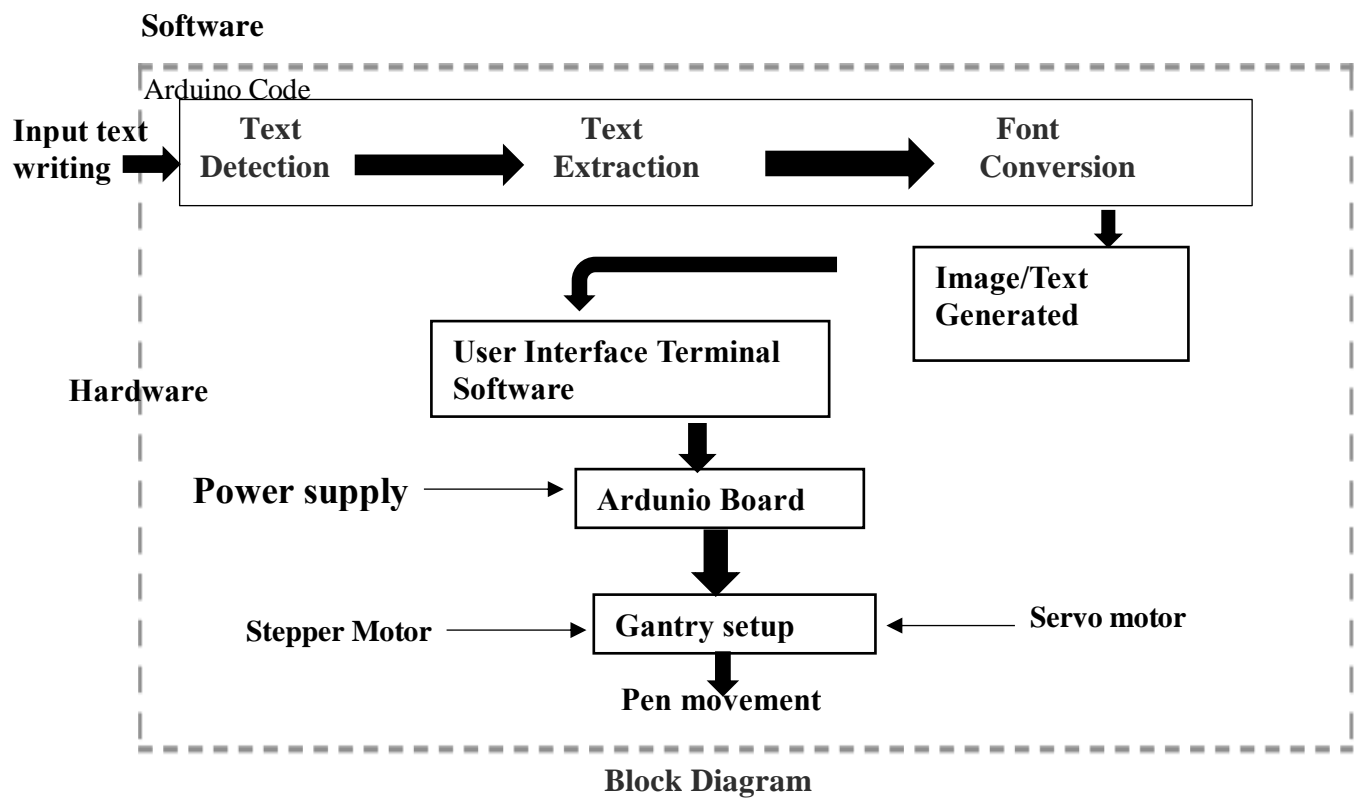 Software
Arduino Code
Input text
writing
Text
Detection
Text
Extraction
Font
Conversion
Image/Text
Generated
User Interface Terminal
Software
Hardware
Power supply
Ardunio Board
Stepper Motor
Gantry setup
Servo motor
Pen movement
Block Diagram